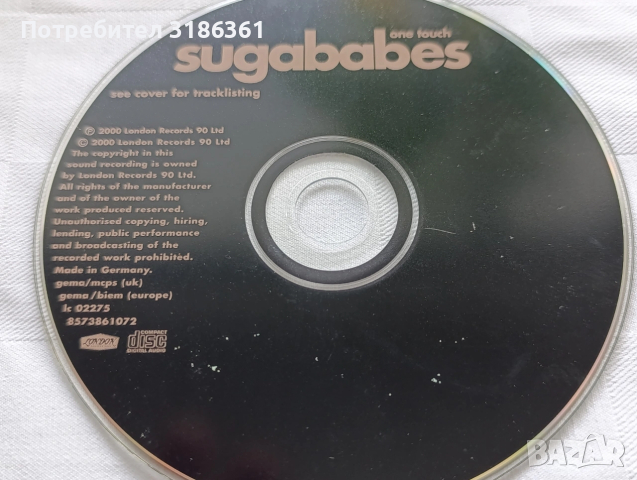 Потребител 3186361
one touch
sugababes
see cover for tracklisting
℗ 2000 London Records 90 Ltd
© 2000 London Records 90 Ltd
The copyright in this
sound recording is owned
by London Records 90 Ltd.
All rights of the manufacturer
and of the owner of the
work produced reserved.
Unauthorised copying, hiring,
lending, public performance
and broadcasting of the
recorded work prohibited.
Made in Germany.
gema/mcps (uk)
gema/biem (europe)
lc 02275
8573861072
LONDON
COMPACT
disc
DIGITAL AUDIO
BAZAR